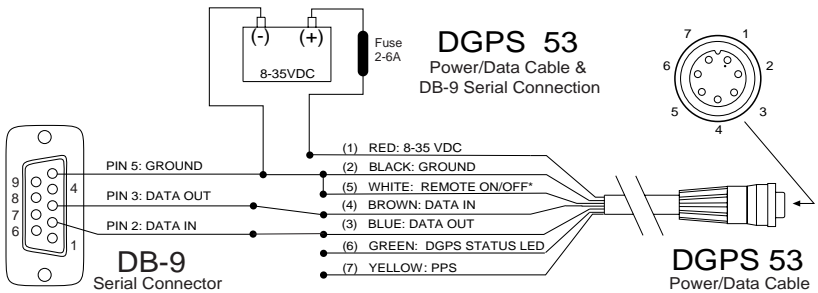 (-) (+)
8-35VDC
Fuse
2-6A
DGPS 53
Power/Data Cable &
DB-9 Serial Connection
7 1
6 2
5 3
4
(1) RED: 8-35 VDC
(2) BLACK: GROUND
(5) WHITE: REMOTE ON/OFF*
(4) BROWN: DATA IN
(3) BLUE: DATA OUT
(6) GREEN: DGPS STATUS LED
(7) YELLOW: PPS
PIN 5: GROUND
PIN 3: DATA OUT
PIN 2: DATA IN
9
8
7
6
4
1
DB-9
Serial Connector
DGPS 53
Power/Data Cable